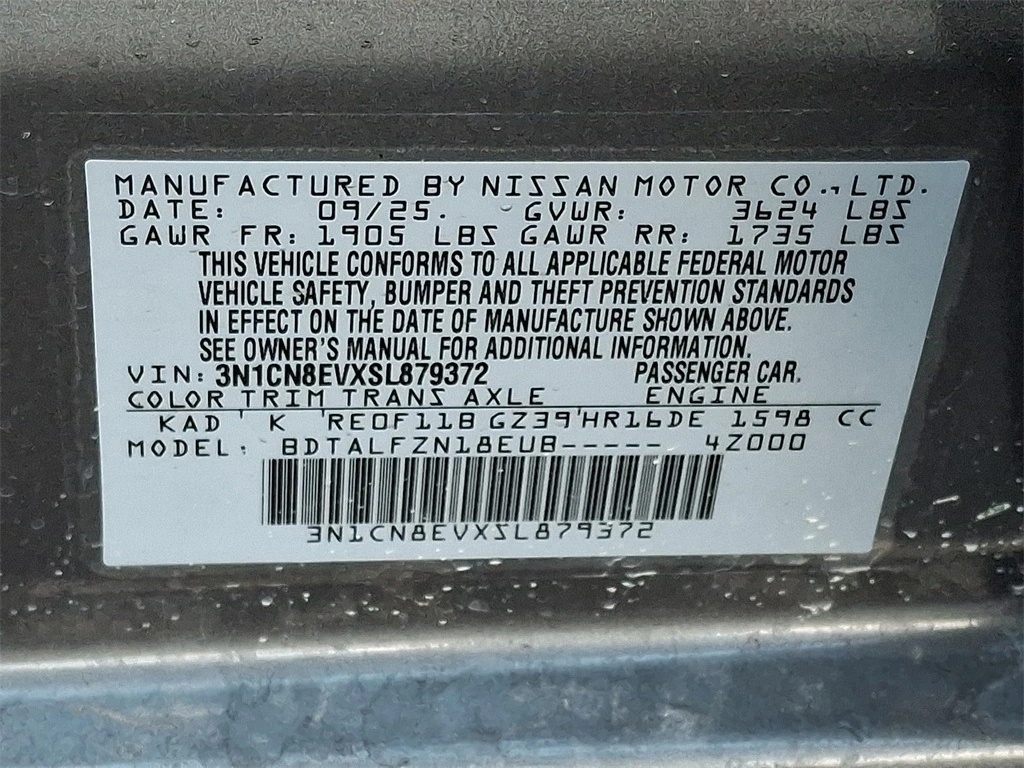 MANUFACTURED BY NISSAN MOTOR CO., LTD.
DATE: 09/25. GVWR: 3624 LBS
GAWR FR: 1905 LBS GAWR RR: 1735 LBS
THIS VEHICLE CONFORMS TO ALL APPLICABLE FEDERAL MOTOR
VEHICLE SAFETY, BUMPER AND THEFT PREVENTION STANDARDS
IN EFFECT ON THE DATE OF MANUFACTURE SHOWN ABOVE.
SEE OWNER'S MANUAL FOR ADDITIONAL INFORMATION.
VIN: 3N1CN8EVXSL879372 PASSENGER CAR.
COLOR TRIM TRANS AXLE ENGINE
KAD K RE0F11B GZ39 HR16DE 1598 CC
MODEL: BDTALFZN18EUB----- 4Z000
3N1CN8EVXSL879372